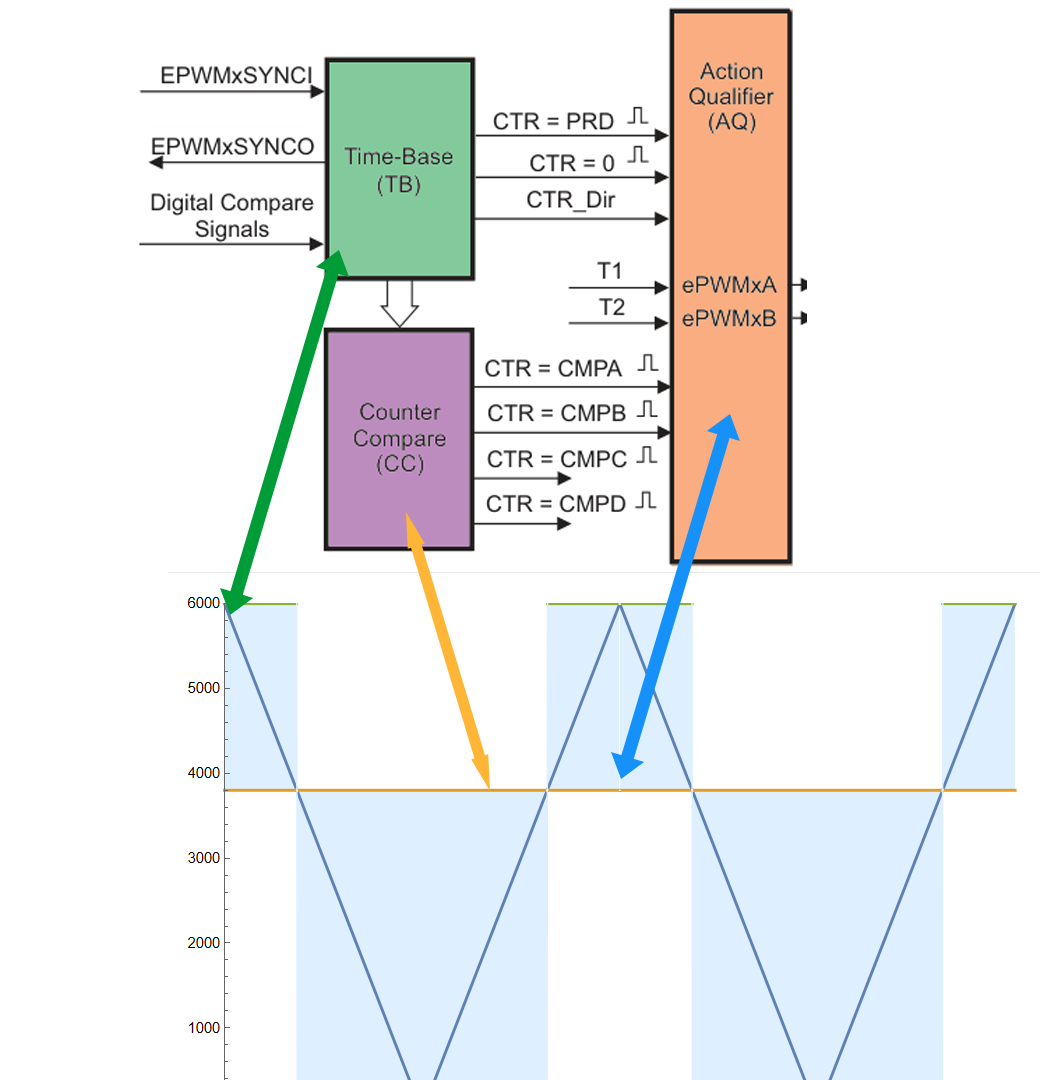 EPWMxSYNCI
EPWMxSYNCO
Digital Compare
Signals
Time-Base
(TB)
CTR = PRD
CTR = 0
CTR_Dir
Action
Qualifier
(AQ)
T1
T2
ePWMxA
ePWMxB
Counter
Compare
(CC)
CTR = CMPA
CTR = CMPB
CTR = CMPC
CTR = CMPD
6000
5000
4000
3000
2000
1000